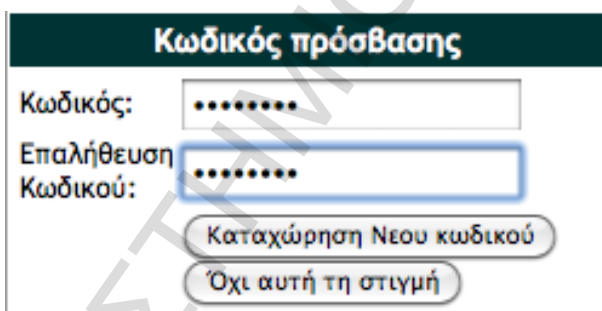 Κωδικός πρόσβασης
Κωδικός: ••••••••
Επαλήθευση
Κωδικού: ••••••••
Καταχώρηση Νεου κωδικού
Όχι αυτή τη στιγμή